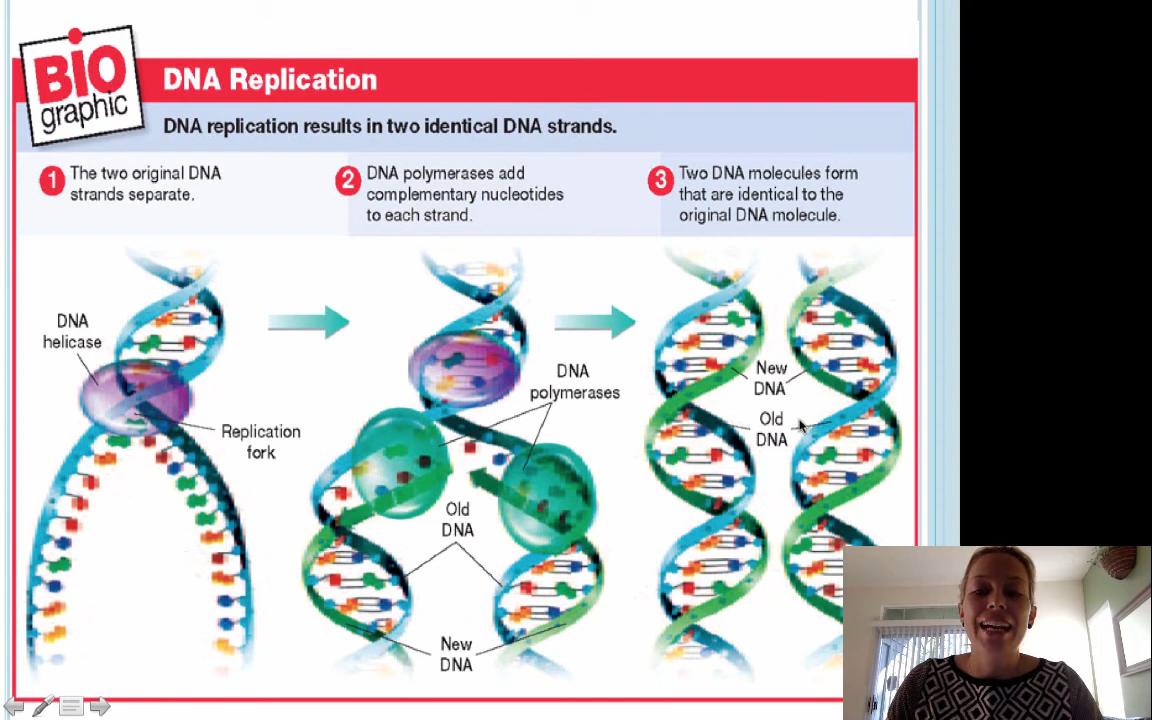 BIO
graphic
DNA Replication
DNA replication results in two identical DNA strands.
1
The two original DNA
strands separate.
2
DNA polymerases add
complementary nucleotides
to each strand.
3
Two DNA molecules form
that are identical to the
original DNA molecule.
DNA
helicase
Replication
fork
DNA
polymerases
Old
DNA
New
DNA
New
DNA
Old
DNA